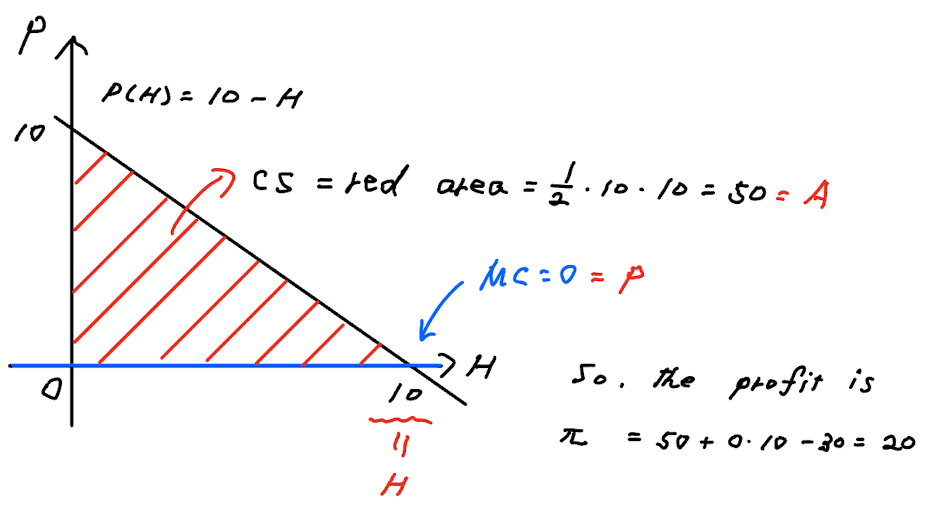 P
P(H) = 10 - H
10
CS = red area = 1/2 · 10 · 10 = 50 = A
MC = 0 = P
H
0
10
So. the profit is
= H
π = 50 + 0·10 - 30 = 20